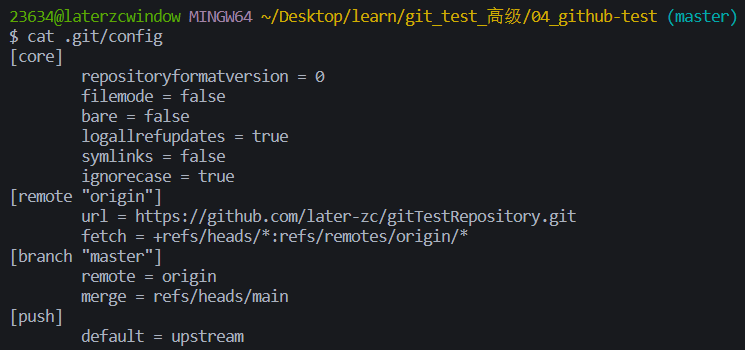 23634@laterzcwindow MINGW64 ~/Desktop/learn/git_test_高级/04_github-test (master)
$ cat .git/config
[core]
        repositoryformatversion = 0
        filemode = false
        bare = false
        logallrefupdates = true
        symlinks = false
        ignorecase = true
[remote "origin"]
        url = https://github.com/later-zc/gitTestRepository.git
        fetch = +refs/heads/*:refs/remotes/origin/*
[branch "master"]
        remote = origin
        merge = refs/heads/main
[push]
        default = upstream